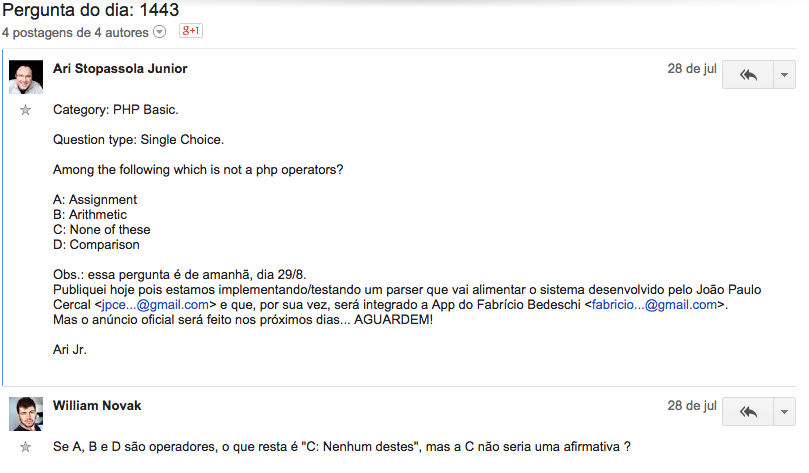 Pergunta do dia: 1443
4 postagens de 4 autores
g+1
Ari Stopassola Junior
28 de jul
Category: PHP Basic.
Question type: Single Choice.
Among the following which is not a php operators?
A: Assignment
B: Arithmetic
C: None of these
D: Comparison
Obs.: essa pergunta é de amanhã, dia 29/8.
Publiquei hoje pois estamos implementando/testando um parser que vai alimentar o sistema desenvolvido pelo João Paulo
Cercal <jpce...@gmail.com> e que, por sua vez, será integrado a App do Fabrício Bedeschi <fabricio...@gmail.com>.
Mas o anúncio oficial será feito nos próximos dias... AGUARDEM!
Ari Jr.
William Novak
28 de jul
Se A, B e D são operadores, o que resta é "C: Nenhum destes", mas a C não seria uma afirmativa ?